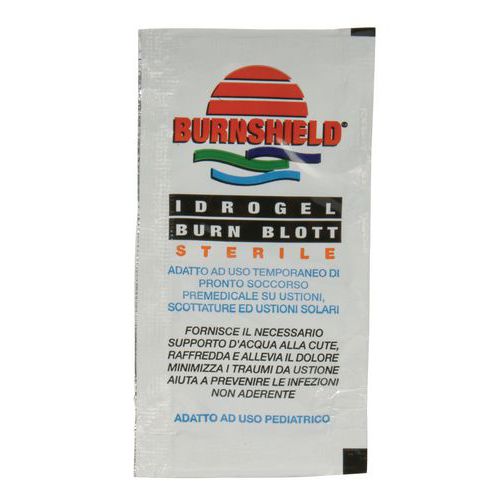 BURNSHIELD®
IDROGEL
BURN BLOTT
STERILE
ADATTO AD USO TEMPORANEO DI
PRONTO SOCCORSO
PREMEDICALE SU USTIONI,
SCOTTATURE ED USTIONI SOLARI
FORNISCE IL NECESSARIO
SUPPORTO D'ACQUA ALLA CUTE,
RAFFREDDA E ALLEVIA IL DOLORE
MINIMIZZA I TRAUMI DA USTIONE
AIUTA A PREVENIRE LE INFEZIONI
NON ADERENTE
ADATTO AD USO PEDIATRICO